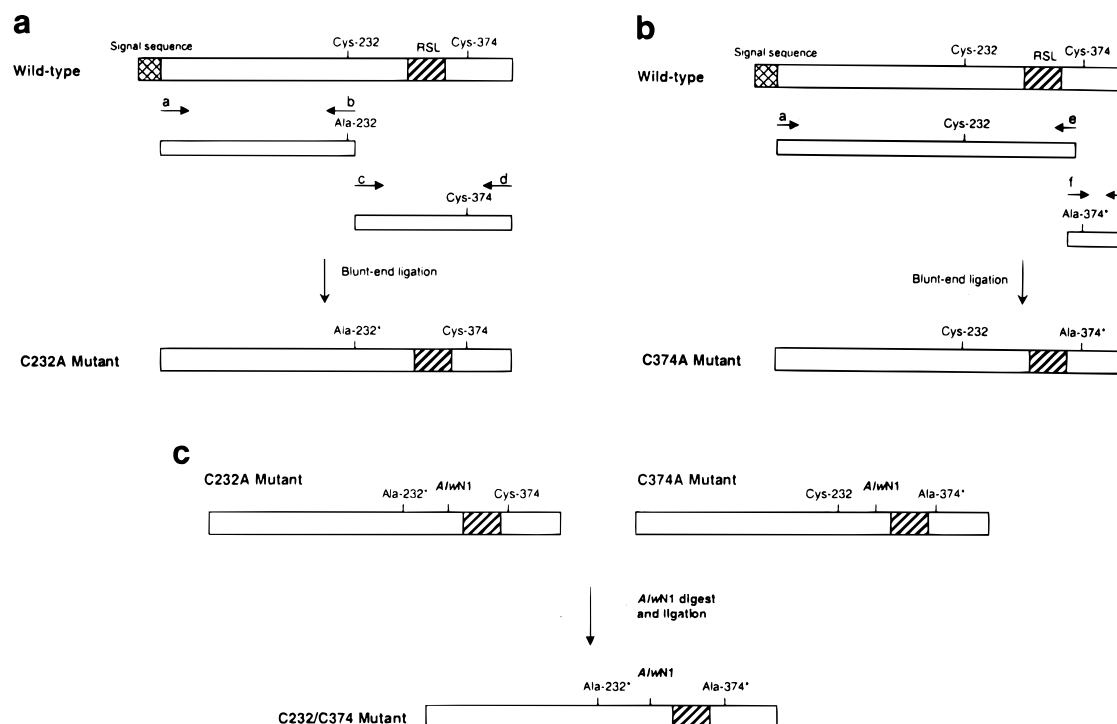 a
Signal sequence
Cys-232
RSL
Cys-374
Wild-type
a
b
Ala-232
c
d
Cys-374
Blunt-end ligation
Ala-232*
Cys-374
C232A Mutant
b
Signal sequence
Cys-232
RSL
Cys-374
Wild-type
a
e
Cys-232
f
Ala-374*
Blunt-end ligation
Cys-232
Ala-374*
C374A Mutant
c
C232A Mutant
Ala-232*
AlwN1
Cys-374
C374A Mutant
Cys-232
AlwN1
Ala-374*
AlwN1 digest
and ligation
AlwN1
Ala-232*
Ala-374*
C232/C374 Mutant